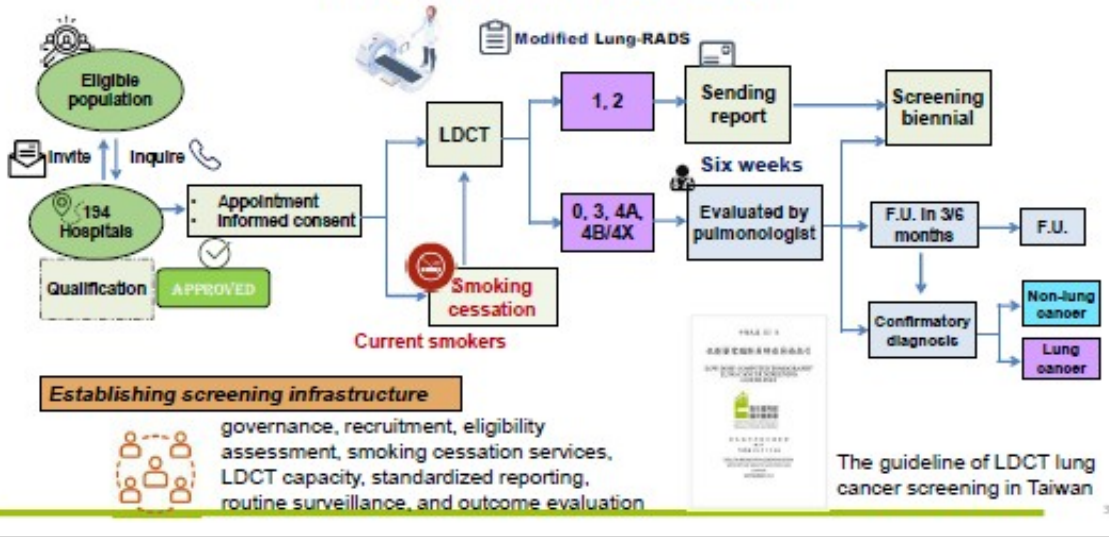 Modified Lung-RADS
Eligible
population
Invite
Inquire
194
Hospitals
Qualification
APPROVED
• Appointment
• Informed consent
LDCT
Smoking
cessation
Current smokers
1, 2
0, 3, 4A,
4B/4X
Sending
report
Six weeks
Evaluated by
pulmonologist
Screening
biennial
F.U. in 3/6
months
F.U.
Confirmatory
diagnosis
Non-lung
cancer
Lung
cancer
Establishing screening infrastructure
governance, recruitment, eligibility
assessment, smoking cessation services,
LDCT capacity, standardized reporting,
routine surveillance, and outcome evaluation
The guideline of LDCT lung
cancer screening in Taiwan
3